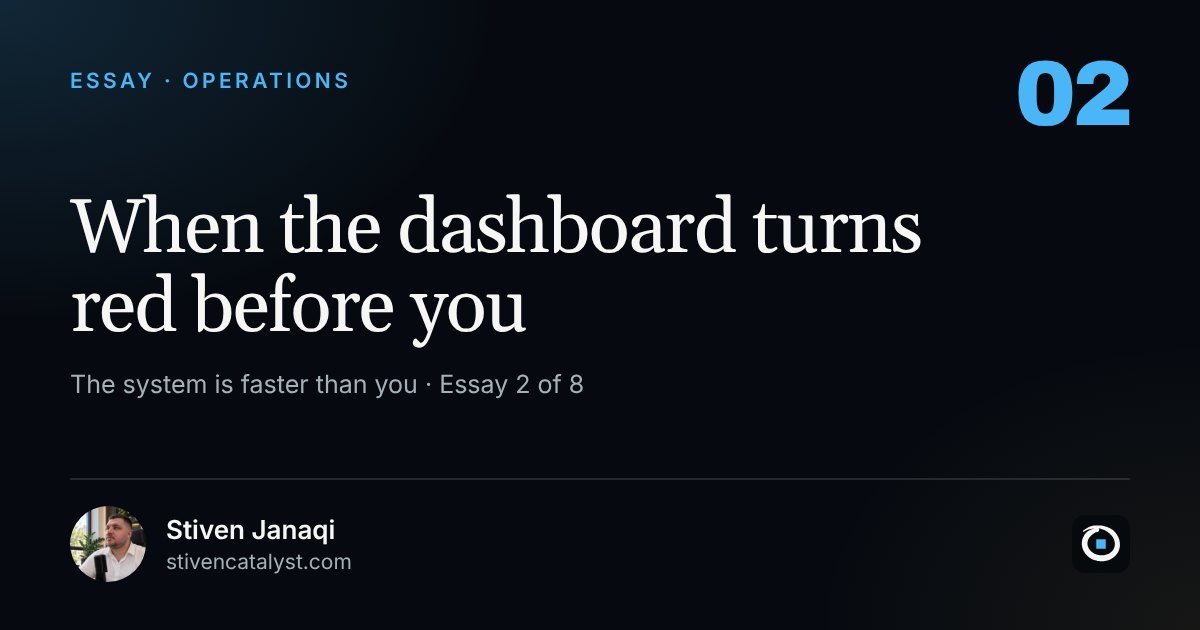 ESSAY · OPERATIONS
02
When the dashboard turns
red before you
The system is faster than you · Essay 2 of 8
Stiven Janaqi
stivencatalyst.com